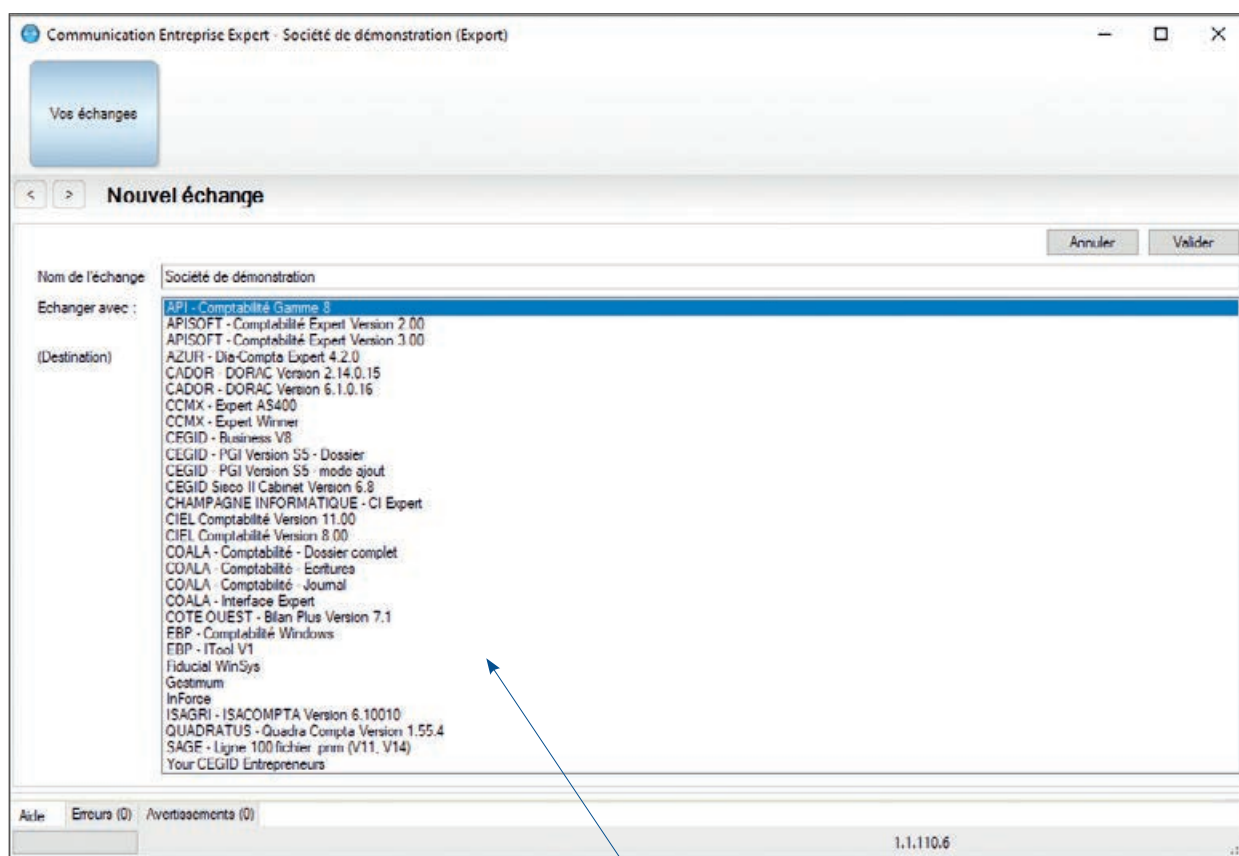 Communication Entreprise Expert - Société de démonstration (Export)
Vos échanges
< > Nouvel échange
Annuler Valider
Nom de l'échange Société de démonstration
Echanger avec :
(Destination)
API - Comptabilité Gamme 8
APISOFT - Comptabilité Expert Version 2.00
APISOFT - Comptabilité Expert Version 3.00
AZUR - Dia-Compta Expert 4.2.0
CADOR - DORAC Version 2.14.0.15
CADOR - DORAC Version 6.1.0.16
CCMX - Expert AS400
CCMX - Expert Winner
CEGID - Business V8
CEGID - PGI Version S5 - Dossier
CEGID - PGI Version S5 - mode ajout
CEGID Sisco II Cabinet Version 6.8
CHAMPAGNE INFORMATIQUE - CI Expert
CIEL Comptabilité Version 11.00
CIEL Comptabilité Version 8.00
COALA - Comptabilité - Dossier complet
COALA - Comptabilité - Ecritures
COALA - Comptabilité - Journal
COALA - Interface Expert
COTE OUEST - Bilan Plus Version 7.1
EBP - Comptabilité Windows
EBP - ITool V1
Fiducial WinSys
Gestimum
InForce
ISAGRI - ISACOMPTA Version 6.10010
QUADRATUS - Quadra Compta Version 1.55.4
SAGE - Ligne 100 fichier .pnm (V11, V14)
Your CEGID Entrepreneurs
Aide Erreurs (0) Avertissements (0)
1.1.110.6